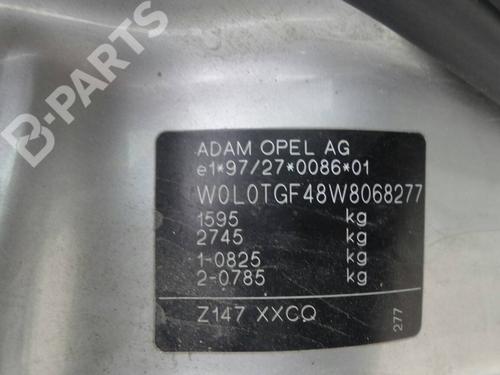 B-PARTS
B-PARTS
ADAM OPEL AG
e1*97/27*0086*01
W0L0TGF48W8068277
1595 kg
2745 kg
1-0825 kg
2-0785 kg
Z147 XXCQ
277